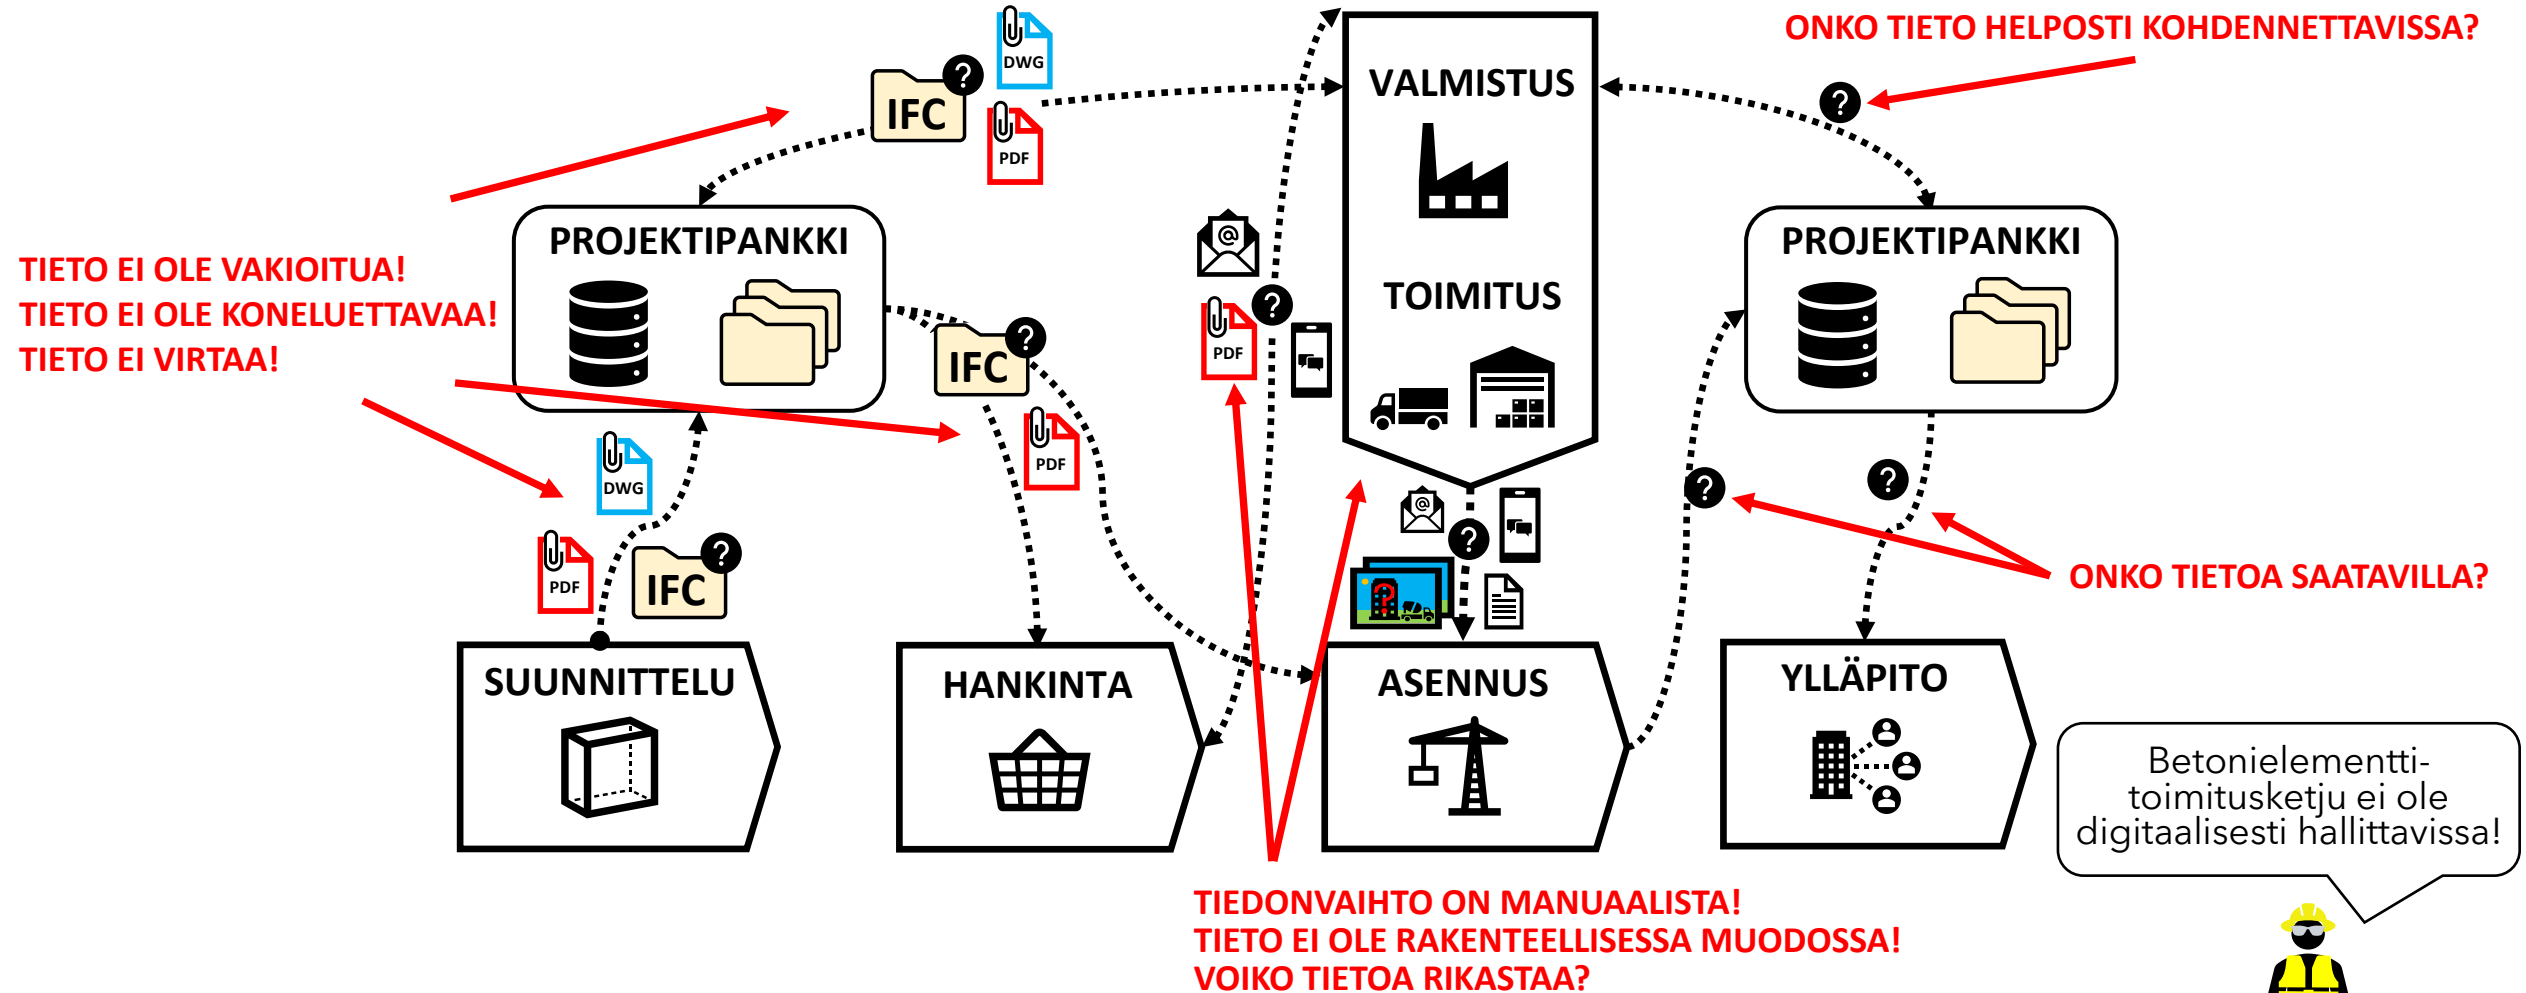 ONKO TIETO HELPOSTI KOHDENNETTAVISSA?
DWG
IFC
?
PDF
VALMISTUS
?
PROJEKTIPANKKI
TIETO EI OLE VAKIOITUA!
TIETO EI OLE KONELUETTAVAA!
TIETO EI VIRTAA!
@
?
PDF
TOIMITUS
PROJEKTIPANKKI
IFC
?
PDF
DWG
PDF
IFC
?
@
?
?
?
?
ONKO TIETOA SAATAVILLA?
SUUNNITTELU
HANKINTA
ASENNUS
YLLÄPITO
Betonielementti-
toimitusketju ei ole
digitaalisesti hallittavissa!
TIEDONVAIHTO ON MANUAALISTA!
TIETO EI OLE RAKENTEELLISESSA MUODOSSA!
VOIKO TIETOA RIKASTAA?